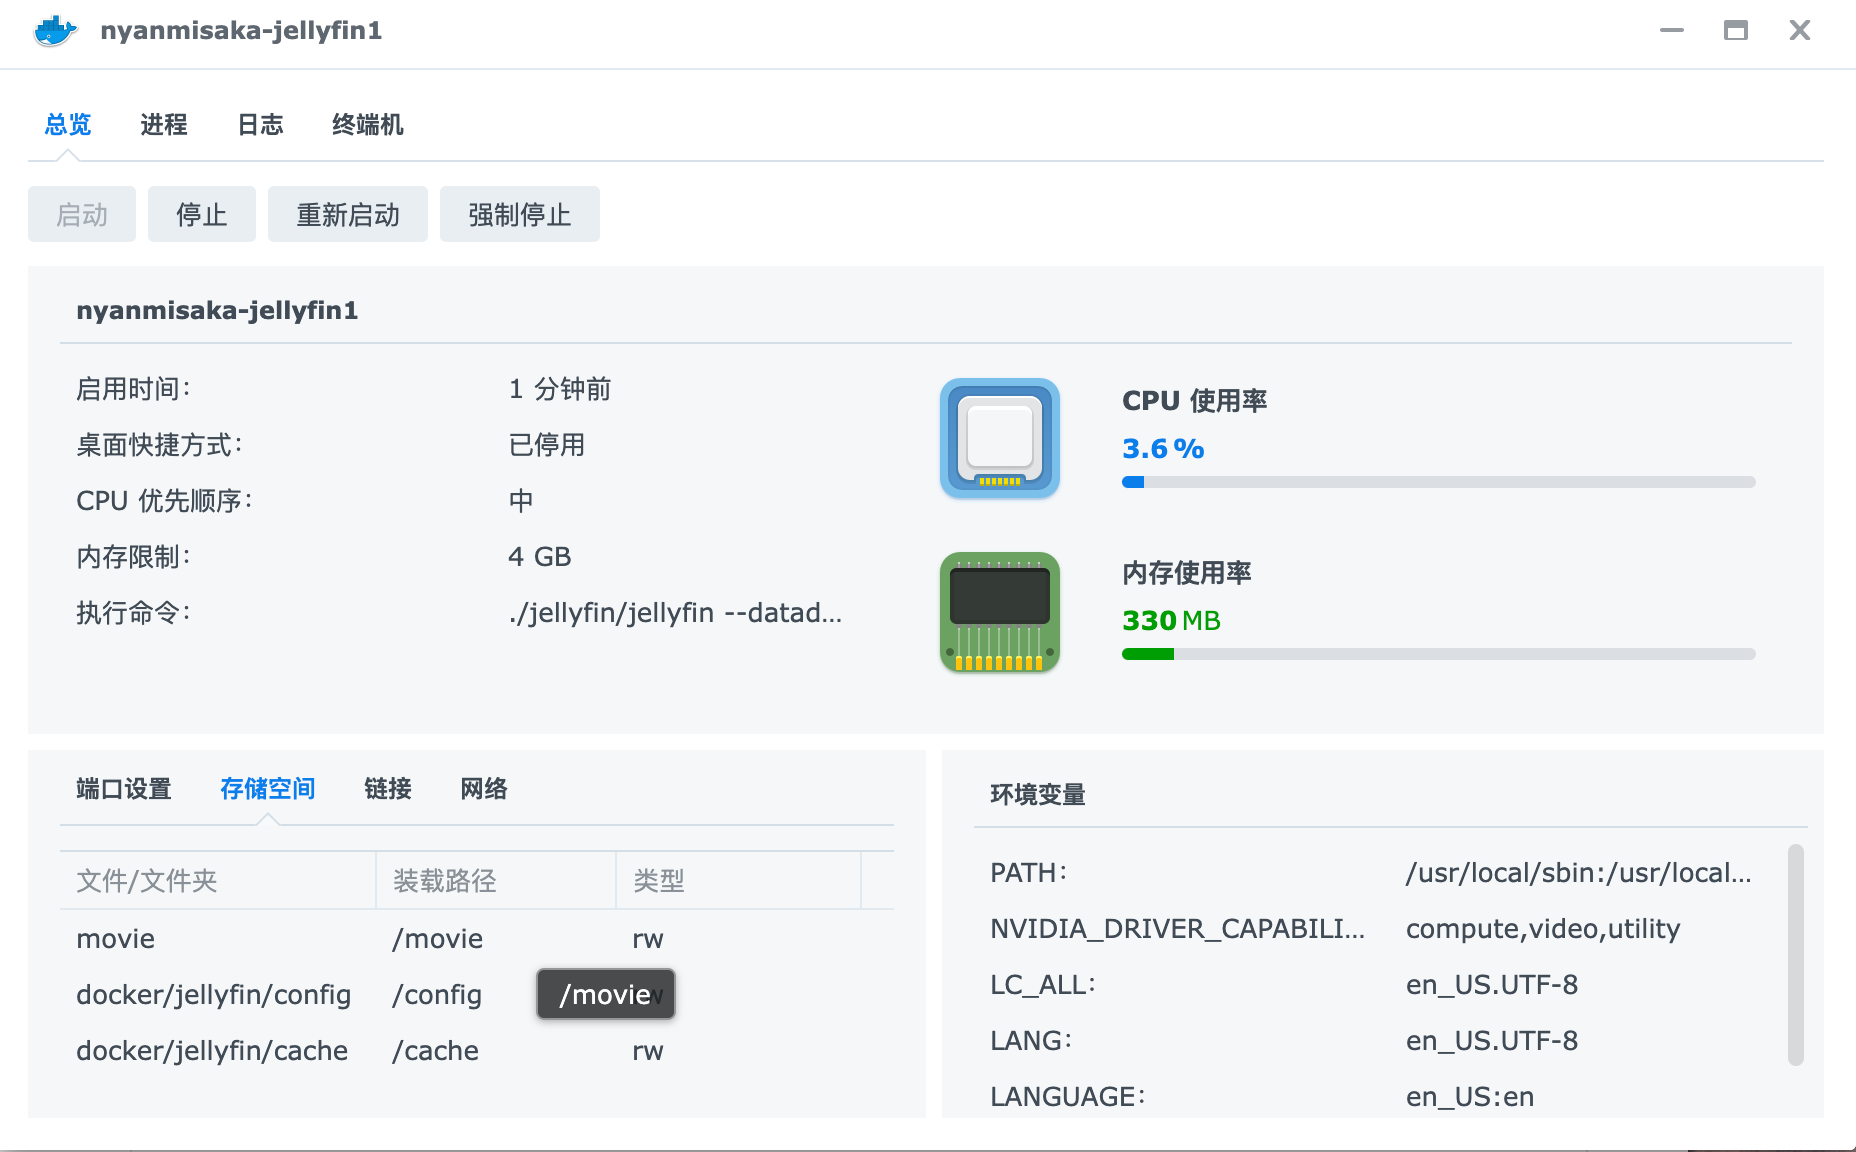 nyanmisaka-jellyfin1
总览 进程 日志 终端机
启动 停止 重新启动 强制停止
nyanmisaka-jellyfin1
启用时间: 1 分钟前
桌面快捷方式: 已停用
CPU 优先顺序: 中
内存限制: 4 GB
执行命令: ./jellyfin/jellyfin --datad...
CPU 使用率
3.6 %
内存使用率
330 MB
端口设置 存储空间 链接 网络
文件/文件夹 装载路径 类型
movie /movie rw
docker/jellyfin/config /config
/movie
docker/jellyfin/cache /cache rw
环境变量
PATH: /usr/local/sbin:/usr/local...
NVIDIA_DRIVER_CAPABILI... compute,video,utility
LC_ALL: en_US.UTF-8
LANG: en_US.UTF-8
LANGUAGE: en_US:en